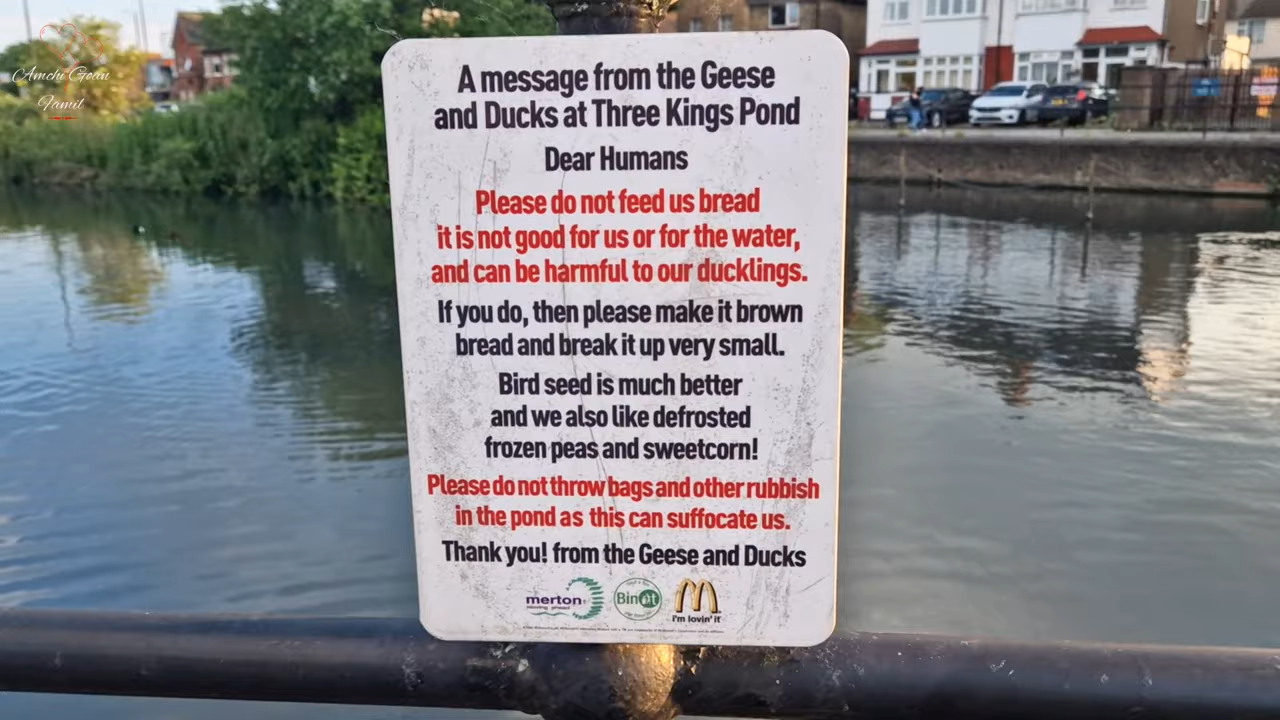 Amchi Goan
Famil
A message from the Geese
and Ducks at Three Kings Pond
Dear Humans
Please do not feed us bread
it is not good for us or for the water,
and can be harmful to our ducklings.
If you do, then please make it brown
bread and break it up very small.
Bird seed is much better
and we also like defrosted
frozen peas and sweetcorn!
Please do not throw bags and other rubbish
in the pond as this can suffocate us.
Thank you! from the Geese and Ducks
merton
Bin it
i'm lovin' it